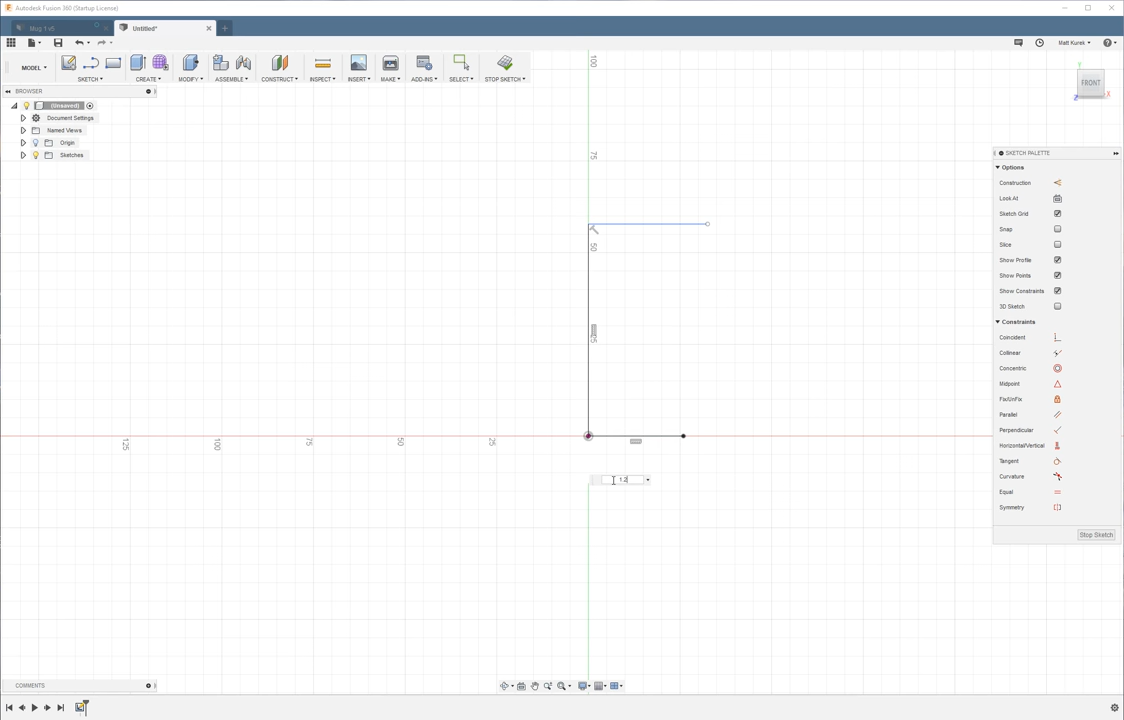 Autodesk Fusion 360 (Startup License)
Mug 1 v5
Untitled*
Matt Kurek
MODEL
SKETCH
CREATE
MODIFY
ASSEMBLE
CONSTRUCT
INSPECT
INSERT
MAKE
ADD-INS
SELECT
STOP SKETCH
BROWSER
(Unsaved)
Document Settings
Named Views
Origin
Sketches
100
75
50
25
125
100
75
50
25
1.2
FRONT
Y
X
Z
SKETCH PALETTE
Options
Construction
Look At
Sketch Grid
Snap
Slice
Show Profile
Show Points
Show Constraints
3D Sketch
Constraints
Coincident
Collinear
Concentric
Midpoint
Fix/UnFix
Parallel
Perpendicular
Horizontal/Vertical
Tangent
Curvature
Equal
Symmetry
Stop Sketch
COMMENTS